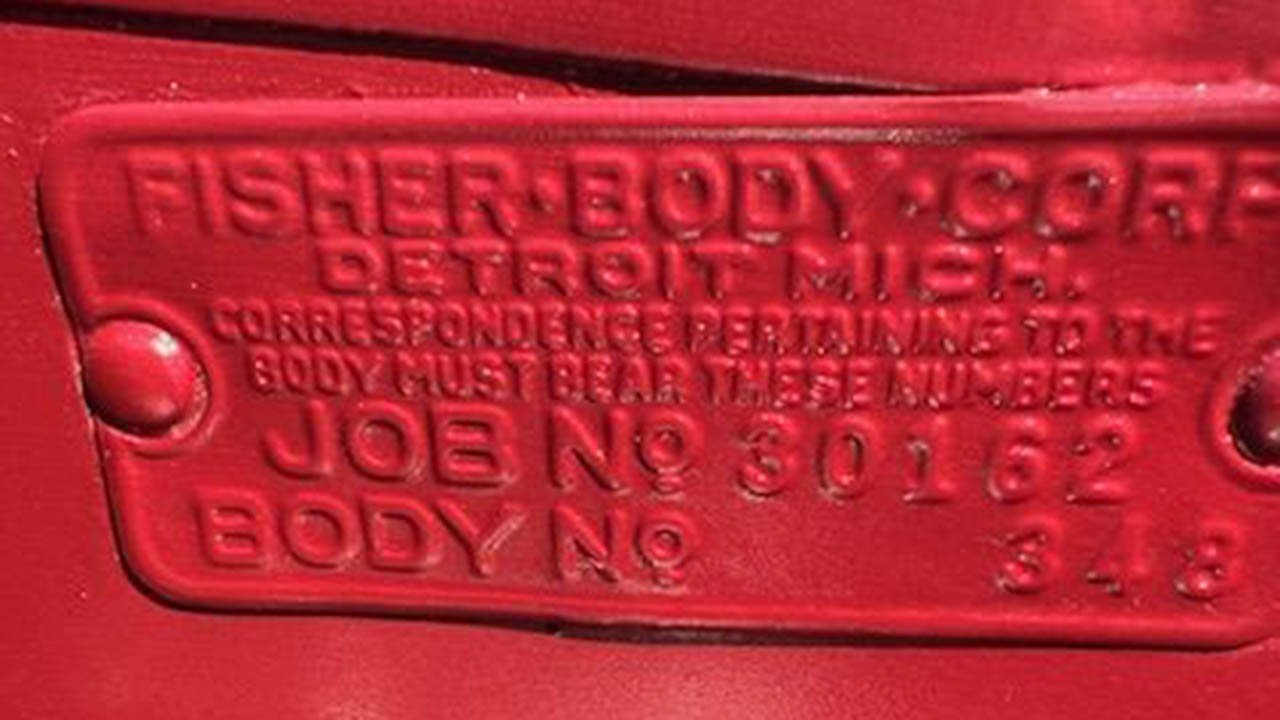 FISHER·BODY·CORP
DETROIT MICH.
CORRESPONDENCE PERTAINING TO THE
BODY MUST BEAR THESE NUMBERS
JOB Nº 30162
BODY Nº 348